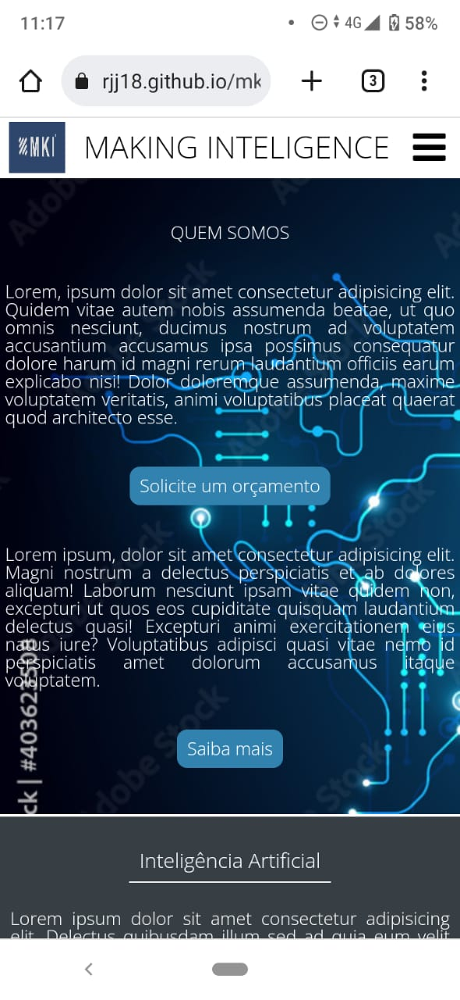 11:17
4G
58%
rjj18.github.io/mk
3
MKI
MAKING INTELIGENCE
QUEM SOMOS
Lorem, ipsum dolor sit amet consectetur adipisicing elit.
Quidem vitae autem nobis assumenda beatae, ut quo
omnis nesciunt, ducimus nostrum ad voluptatem
accusantium accusamus ipsa possimus consequatur
dolore harum id magni rerum laudantium officiis earum
explicabo nisi! Dolor doloremque assumenda, maxime
voluptatem veritatis, animi voluptatibus placeat quaerat
quod architecto esse.
Solicite um orçamento
Lorem ipsum, dolor sit amet consectetur adipisicing elit.
Magni nostrum a delectus perspiciatis et ab dolores
aliquam! Laborum nesciunt ipsam vitae quidem non,
excepturi ut quos eos cupiditate quisquam laudantium
delectus quasi! Excepturi animi exercitationem eius
natus iure? Voluptatibus adipisci quasi vitae nemo id
perspiciatis amet dolorum accusamus itaque
voluptatem.
Saiba mais
Adobe Stock
Stock
ck | #40362
Inteligência Artificial
Lorem ipsum dolor sit amet consectetur adipisicing
elit. Delectus quibusdam illum sed ad quia eum velit